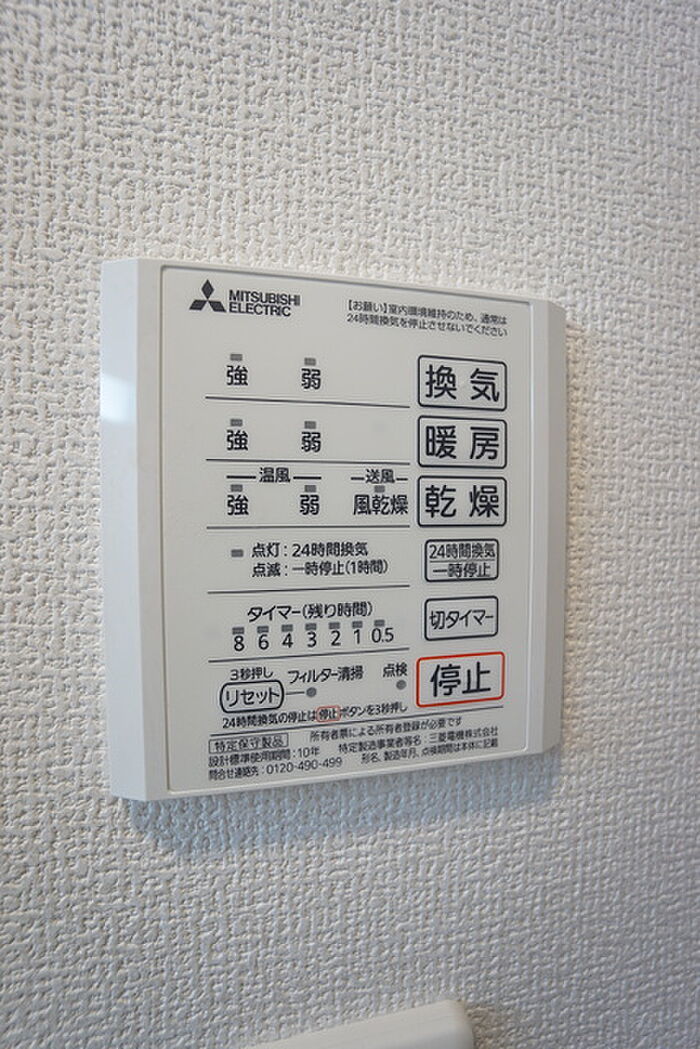 MITSUBISHI
ELECTRIC
【お願い】室内環境維持のため、通常は
24時間換気を停止させないでください
強 弱 換気
強 弱 暖房
温風 送風
強 弱 風乾燥 乾燥
点灯:24時間換気
点滅:一時停止(1時間)
24時間換気
一時停止
タイマー(残り時間)
8 6 4 3 2 1 0.5
切タイマー
3秒押し
リセット フィルター清掃 点検
停止
24時間換気の停止は停止ボタンを3秒押し
所有者票による所有者登録が必要です
特定保守製品 特定製造事業者等名:三菱電機株式会社
設計標準使用期間:10年 形名、製造年月、点検期間は本体に記載
問合せ連絡先:0120-490-499